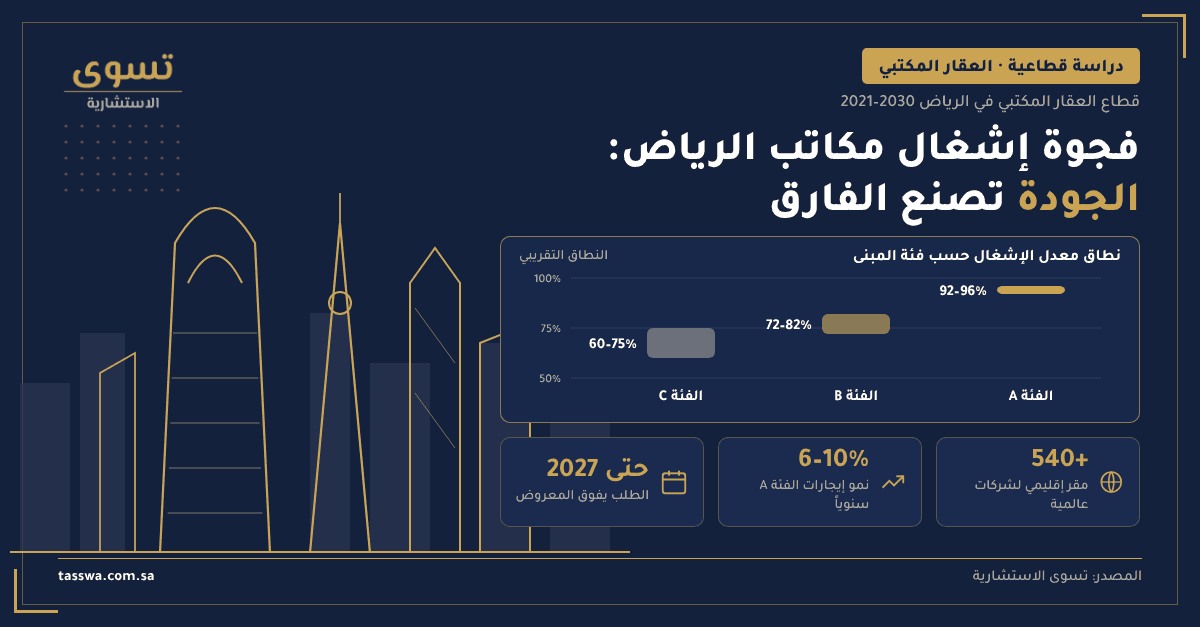 تسوى
الاستشارية
دراسة قطاعية · العقار المكتبي
قطاع العقار المكتبي في الرياض 2030-2021
فجوة إشغال مكاتب الرياض:
الجودة تصنع الفارق
نطاق معدل الإشغال حسب فئة المبنى
النطاق التقريبي
100%
75%
50%
92-96%
72-82%
60-75%
الفئة A
الفئة B
الفئة C
540+
مقر إقليمي لشركات
عالمية
6-10%
نمو إيجارات الفئة A
سنوياً
حتى 2027
الطلب يفوق المعروض
المصدر: تسوى الاستشارية
tasswa.com.sa